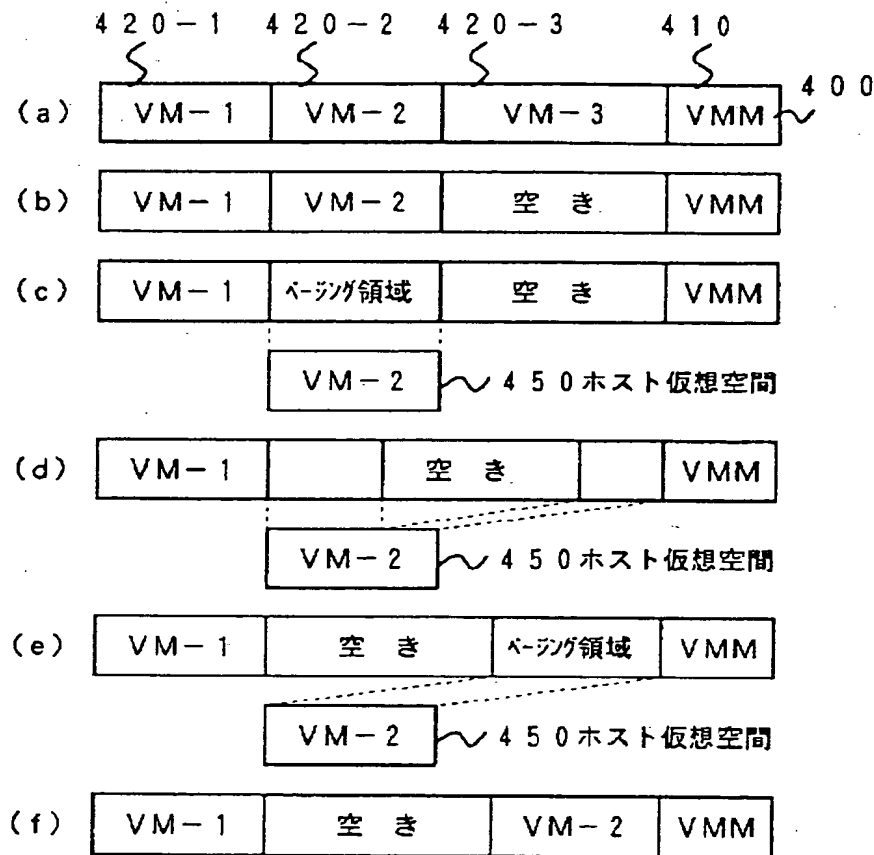 420-1 420-2 420-3 410
400
(a) VM-1 VM-2 VM-3 VMM
(b) VM-1 VM-2 空き VMM
(c) VM-1 ページング領域 空き VMM
VM-2 450ホスト仮想空間
(d) VM-1 空き VMM
VM-2 450ホスト仮想空間
(e) VM-1 空き ページング領域 VMM
VM-2 450ホスト仮想空間
(f) VM-1 空き VM-2 VMM